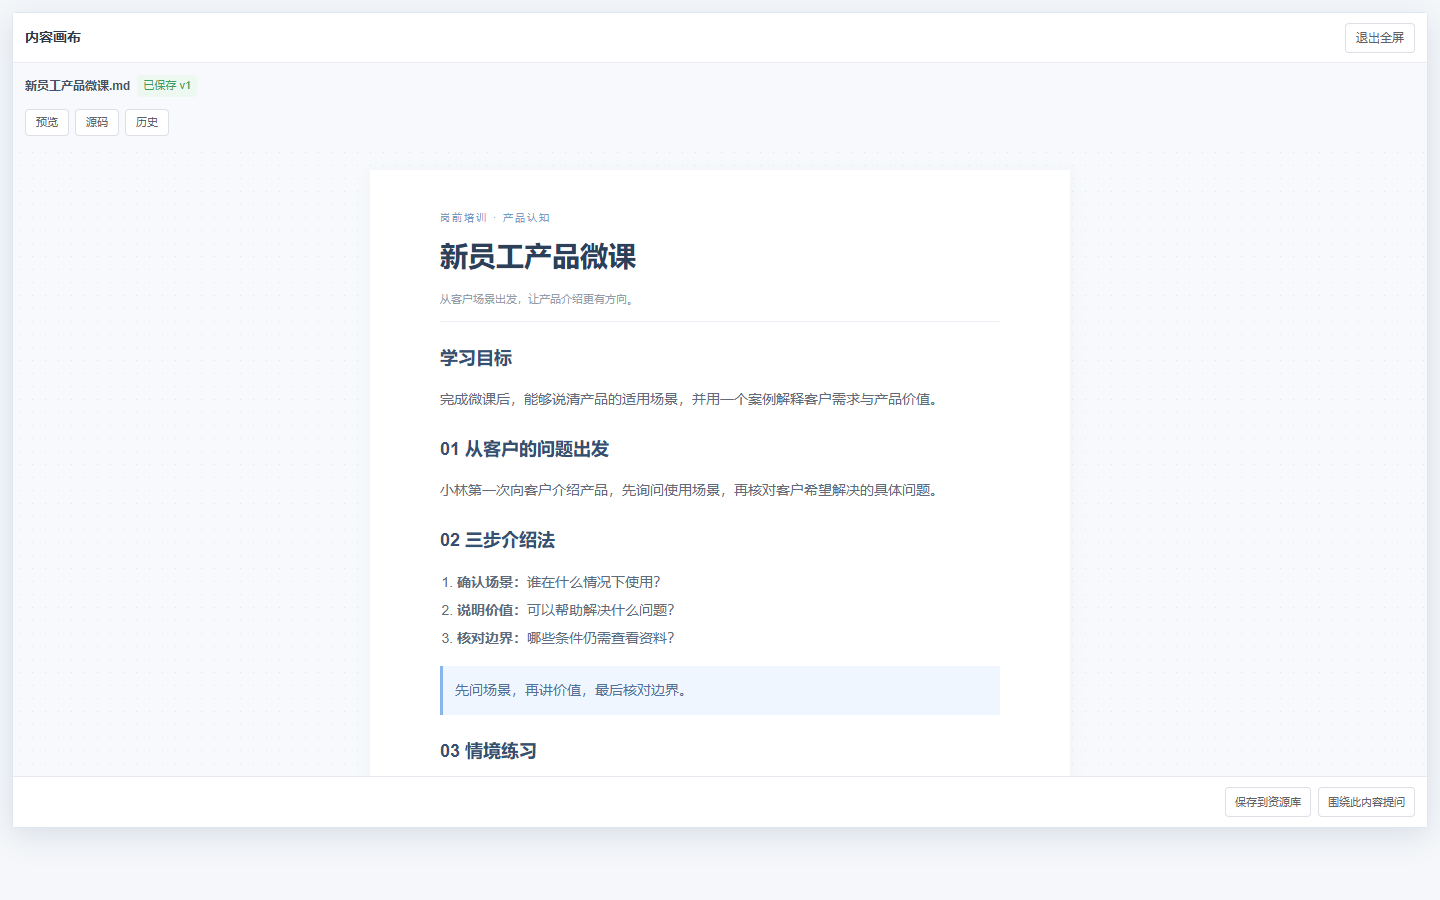 内容画布
退出全屏
新员工产品微课.md 已保存 v1
预览 源码 历史
岗前培训 · 产品认知
新员工产品微课
从客户场景出发，让产品介绍更有方向。
学习目标
完成微课后，能够说清产品的适用场景，并用一个案例解释客户需求与产品价值。
01 从客户的问题出发
小林第一次向客户介绍产品，先询问使用场景，再核对客户希望解决的具体问题。
02 三步介绍法
1. 确认场景：谁在什么情况下使用？
2. 说明价值：可以帮助解决什么问题？
3. 核对边界：哪些条件仍需查看资料？
先问场景，再讲价值，最后核对边界。
03 情境练习
保存到资源库 围绕此内容提问